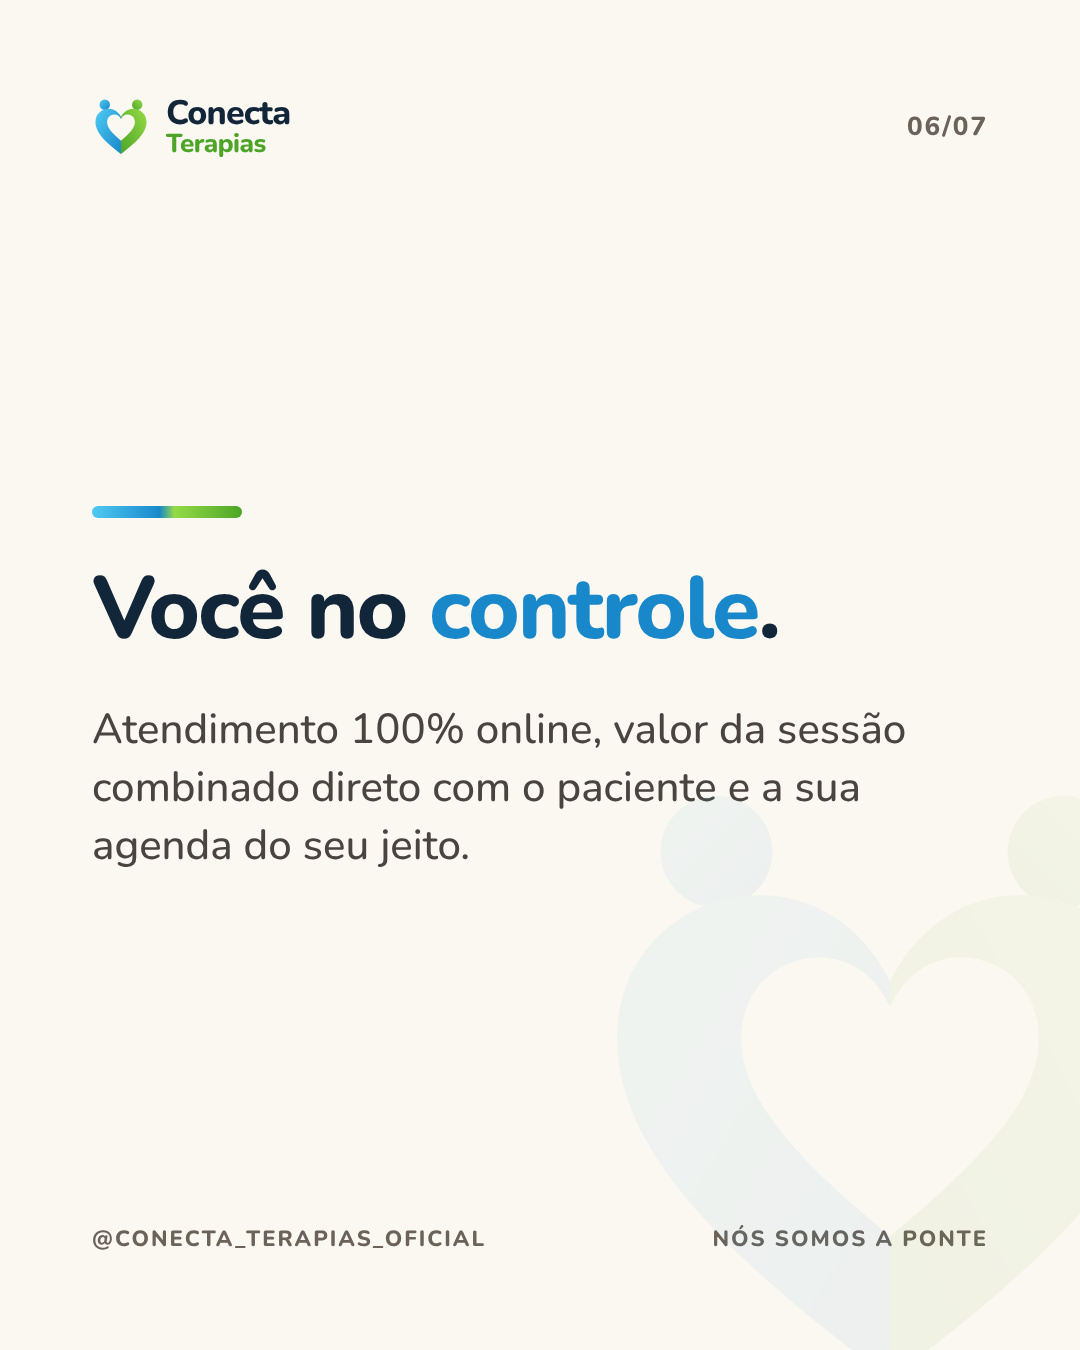 Conecta
Terapias
06/07
Você no controle.
Atendimento 100% online, valor da sessão
combinado direto com o paciente e a sua
agenda do seu jeito.
@CONECTA_TERAPIAS_OFICIAL
NÓS SOMOS A PONTE